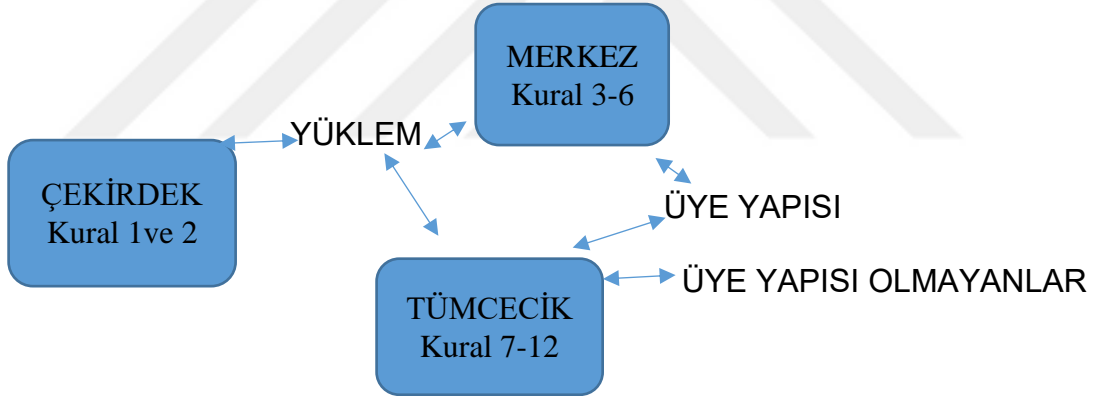 MERKEZ
Kural 3-6
YÜKLEM
ÇEKİRDEK
Kural 1ve 2
ÜYE YAPISI
ÜYE YAPISI OLMAYANLAR
TÜMCECİK
Kural 7-12